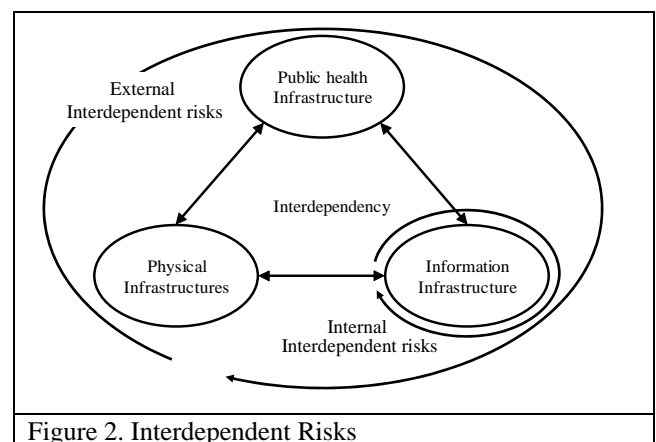 Public health
Infrastructure
External
Interdependent risks
Interdependency
Physical
Infrastructures
Information
Infrastructure
Internal
Interdependent risks
Figure 2. Interdependent Risks